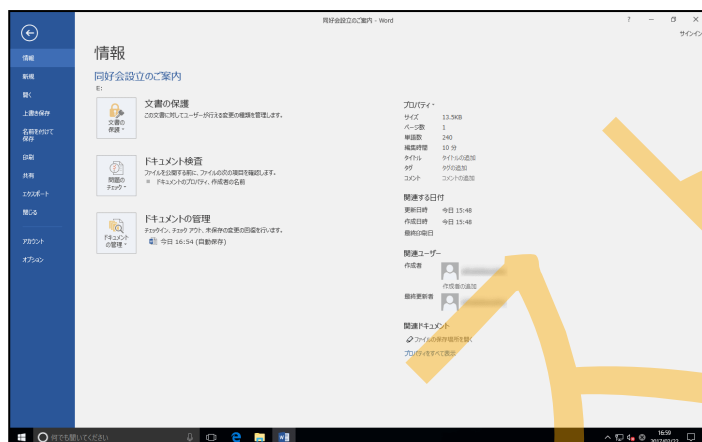 同好会設立のご案内 - Word
?
サインイン
情報
新規
開く
上書き保存
名前を付けて
保存
印刷
共有
エクスポート
閉じる
アカウント
オプション
情報
同好会設立のご案内
E:
文書の
保護
文書の保護
この文書に対してユーザーが行える変更の種類を管理します。
問題の
チェック
ドキュメント検査
ファイルを公開する前に、ファイルの次の項目を確認します。
ドキュメントのプロパティ、作成者の名前
ドキュメント
の管理
ドキュメントの管理
チェックイン、チェック アウト、未保存の変更の回復を行います。
今日 16:54 (自動保存)
プロパティ
サイズ 13.5KB
ページ数 1
単語数 240
編集時間 10 分
タイトル タイトルの追加
タグ タグの追加
コメント コメントの追加
関連する日付
更新日時 今日 15:48
作成日時 今日 15:48
最終印刷日
関連ユーザー
作成者
作成者の追加
最終更新者
関連ドキュメント
ファイルの保存場所を開く
プロパティをすべて表示
何でも聞いてください
16:59